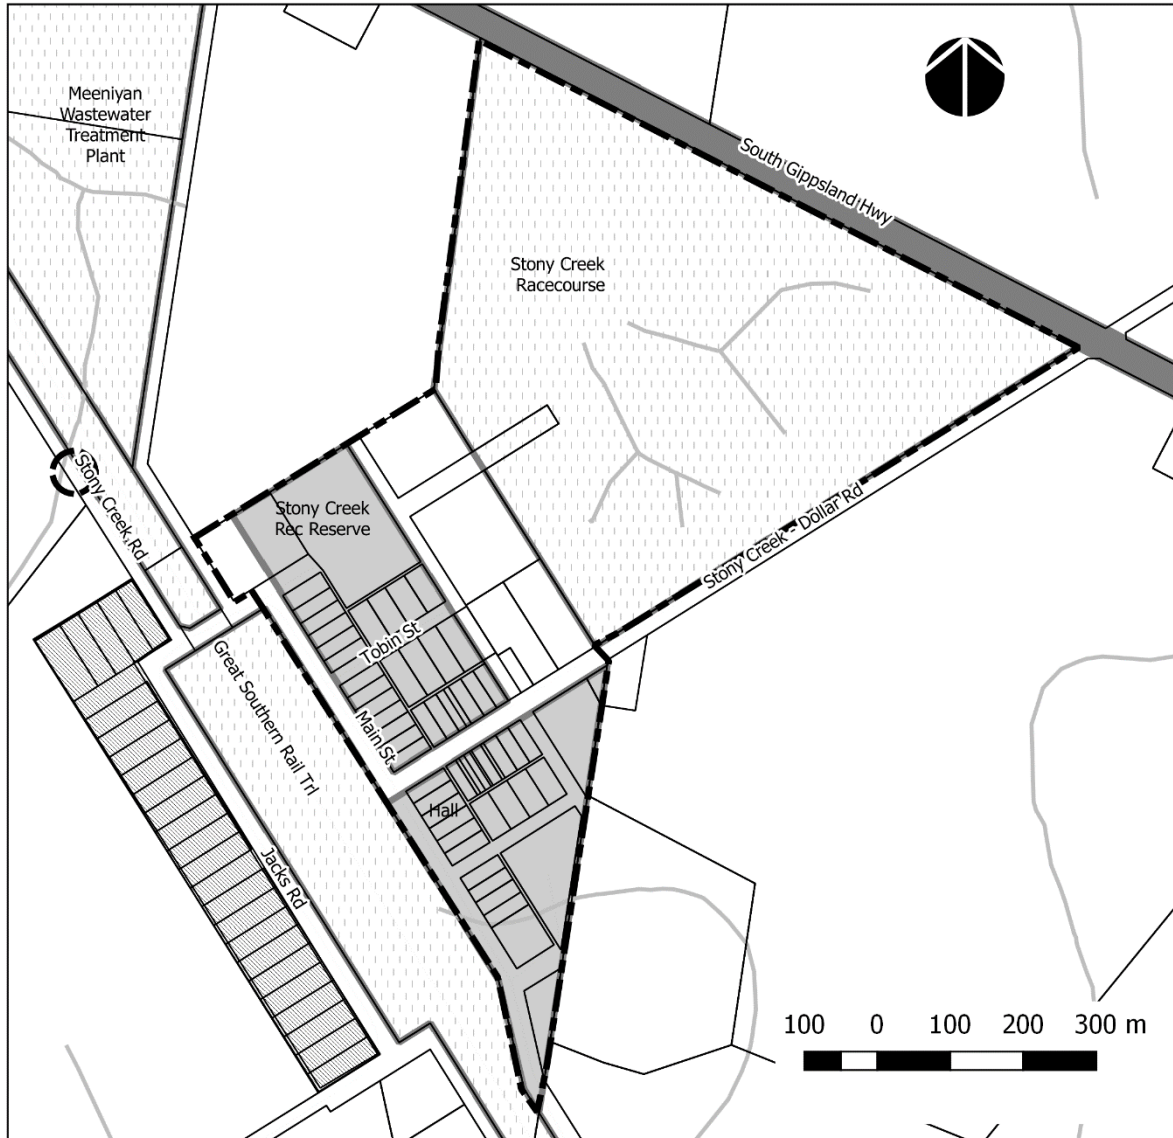 Meeniyan
Wastewater
Treatment
Plant
South Gippsland Hwy
Stony Creek
Racecourse
Stony Creek Rd
Stony Creek
Rec Reserve
Stony Creek - Dollar Rd
Tobin St
Great Southern Rail Trl
Main St
Hall
Jacks Rd
100 0 100 200 300 m